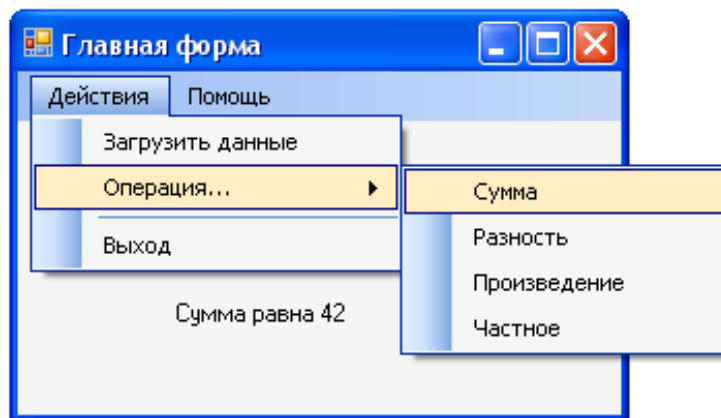 Главная форма
Действия Помощь
Загрузить данные
Операция...
Выход
Сумма
Разность
Произведение
Частное
Сумма равна 42